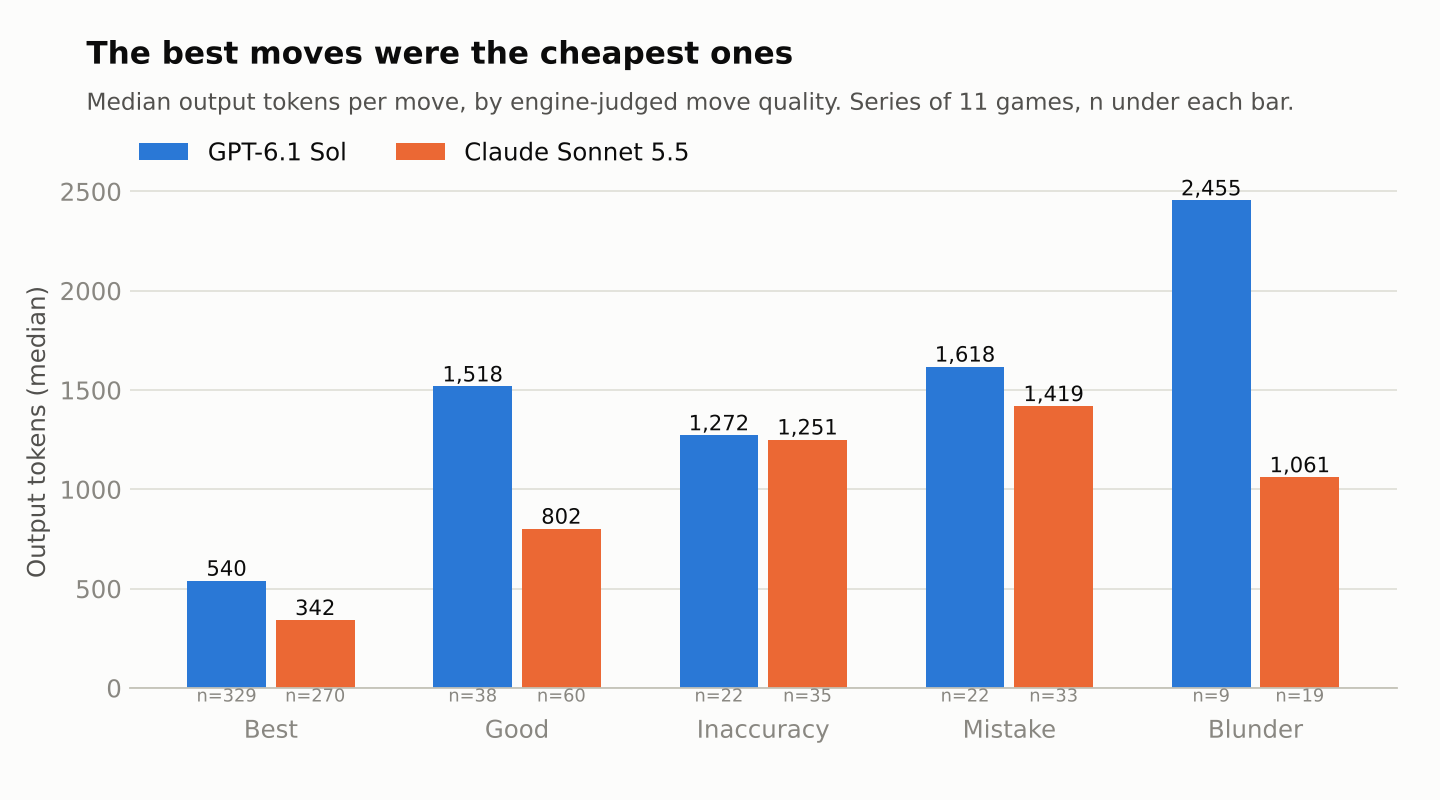 The best moves were the cheapest ones
Median output tokens per move, by engine-judged move quality. Series of 11 games, n under each bar.
GPT-6.1 Sol Claude Sonnet 5.5
Output tokens (median)
2500
2000
1500
1000
500
0
540 342
1,518 802
1,272 1,251
1,618 1,419
2,455 1,061
n=329 n=270 n=38 n=60 n=22 n=35 n=22 n=33 n=9 n=19
Best Good Inaccuracy Mistake Blunder